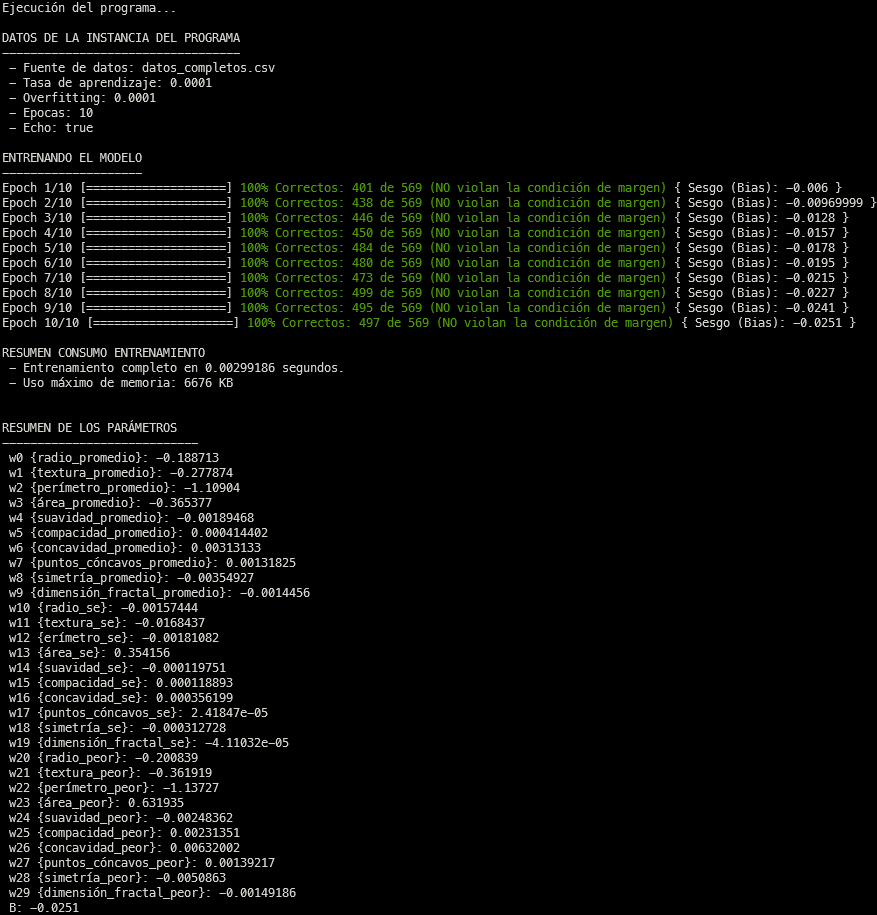 Ejecución del programa...
DATOS DE LA INSTANCIA DEL PROGRAMA
----------------------------------
- Fuente de datos: datos_completos.csv
- Tasa de aprendizaje: 0.0001
- Overfitting: 0.0001
- Epocas: 10
- Echo: true
ENTRENANDO EL MODELO
--------------------
Epoch 1/10 [====================] 100% Correctos: 401 de 569 (NO violan la condición de margen) { Sesgo (Bias): -0.006 }
Epoch 2/10 [====================] 100% Correctos: 438 de 569 (NO violan la condición de margen) { Sesgo (Bias): -0.00969999 }
Epoch 3/10 [====================] 100% Correctos: 446 de 569 (NO violan la condición de margen) { Sesgo (Bias): -0.0128 }
Epoch 4/10 [====================] 100% Correctos: 450 de 569 (NO violan la condición de margen) { Sesgo (Bias): -0.0157 }
Epoch 5/10 [====================] 100% Correctos: 484 de 569 (NO violan la condición de margen) { Sesgo (Bias): -0.0178 }
Epoch 6/10 [====================] 100% Correctos: 480 de 569 (NO violan la condición de margen) { Sesgo (Bias): -0.0195 }
Epoch 7/10 [====================] 100% Correctos: 473 de 569 (NO violan la condición de margen) { Sesgo (Bias): -0.0215 }
Epoch 8/10 [====================] 100% Correctos: 499 de 569 (NO violan la condición de margen) { Sesgo (Bias): -0.0227 }
Epoch 9/10 [====================] 100% Correctos: 495 de 569 (NO violan la condición de margen) { Sesgo (Bias): -0.0241 }
Epoch 10/10 [====================] 100% Correctos: 497 de 569 (NO violan la condición de margen) { Sesgo (Bias): -0.0251 }
RESUMEN CONSUMO ENTRENAMIENTO
- Entrenamiento completo en 0.00299186 segundos.
- Uso máximo de memoria: 6676 KB
RESUMEN DE LOS PARÁMETROS
----------------------------
w0 {radio_promedio}: -0.188713
w1 {textura_promedio}: -0.277874
w2 {perímetro_promedio}: -1.10904
w3 {área_promedio}: -0.365377
w4 {suavidad_promedio}: -0.00189468
w5 {compacidad_promedio}: 0.000414402
w6 {concavidad_promedio}: 0.00313133
w7 {puntos_cóncavos_promedio}: 0.00131825
w8 {simetría_promedio}: -0.00354927
w9 {dimensión_fractal_promedio}: -0.0014456
w10 {radio_se}: -0.00157444
w11 {textura_se}: -0.0168437
w12 {erímetro_se}: -0.00181082
w13 {área_se}: 0.354156
w14 {suavidad_se}: -0.000119751
w15 {compacidad_se}: 0.000118893
w16 {concavidad_se}: 0.000356199
w17 {puntos_cóncavos_se}: 2.41847e-05
w18 {simetría_se}: -0.000312728
w19 {dimensión_fractal_se}: -4.11032e-05
w20 {radio_peor}: -0.200839
w21 {textura_peor}: -0.361919
w22 {perímetro_peor}: -1.13727
w23 {área_peor}: 0.631935
w24 {suavidad_peor}: -0.00248362
w25 {compacidad_peor}: 0.00231351
w26 {concavidad_peor}: 0.00632002
w27 {puntos_cóncavos_peor}: 0.00139217
w28 {simetría_peor}: -0.0050863
w29 {dimensión_fractal_peor}: -0.00149186
B: -0.0251